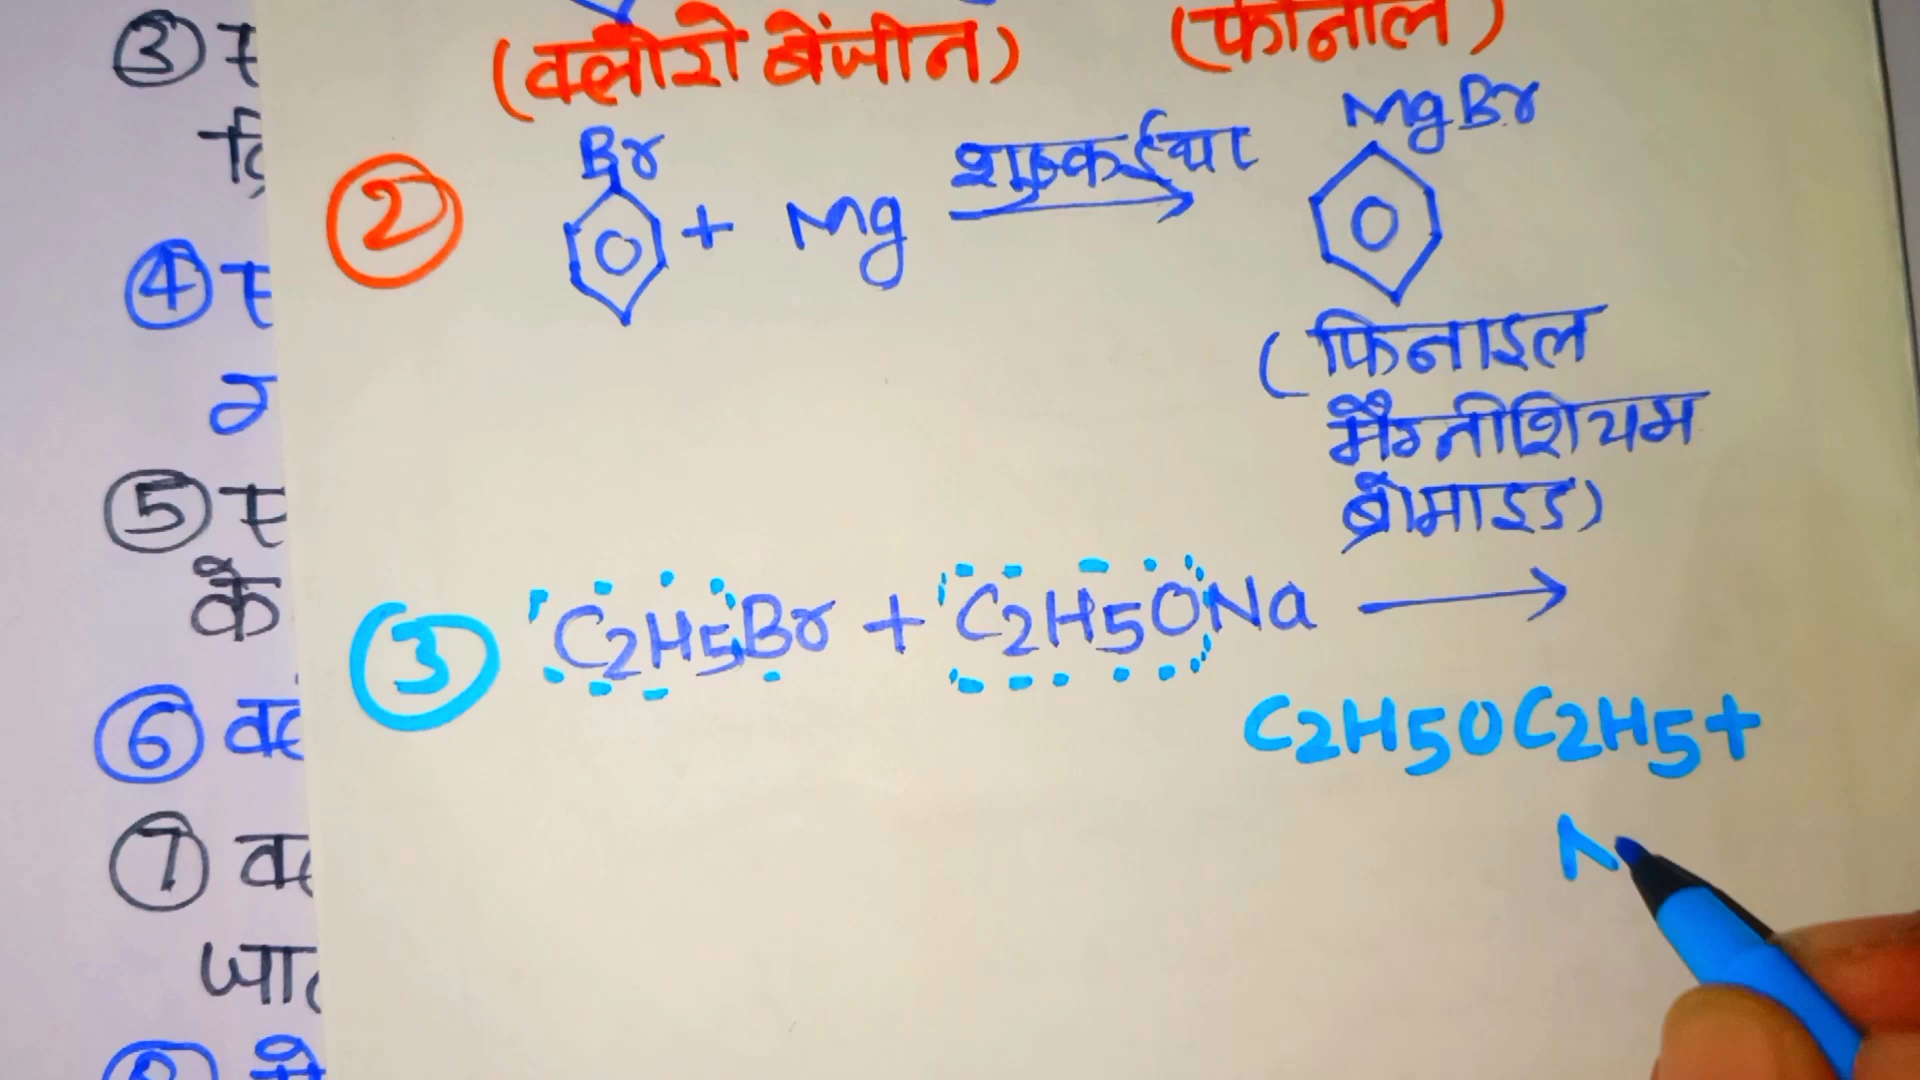 (क्लोरो बेंजीन) (फीनॉल)
Br MgBr
② + Mg शुष्क ईथर →
(फिनाइल
मैग्नीशियम
ब्रोमाइड)
③ C2H5Br + C2H5ONa →
C2H5OC2H5+
N
③
④
⑤
के
⑥
⑦